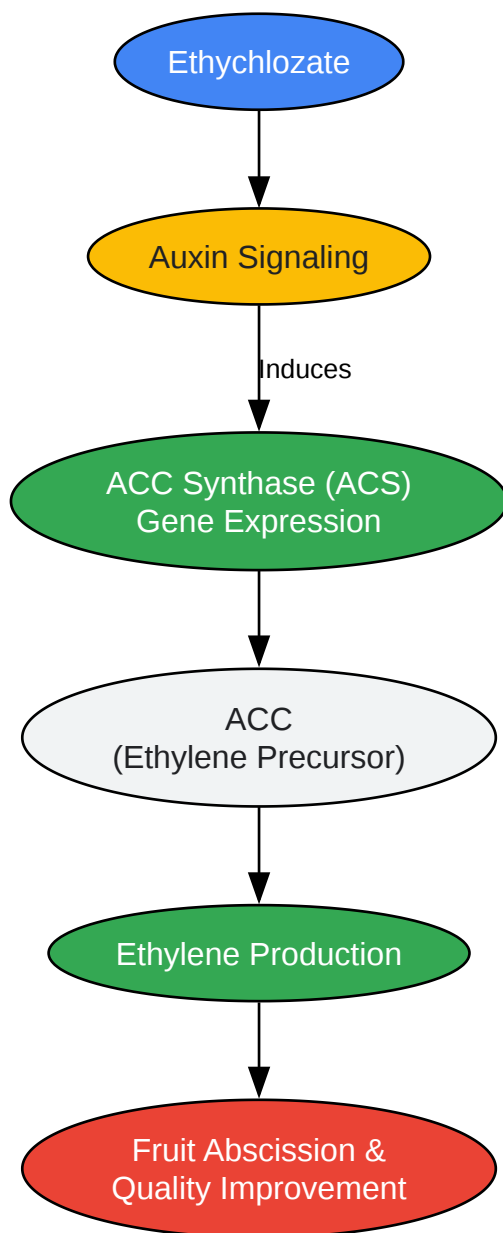 Ethychlozate
Auxin Signaling
Induces
ACC Synthase (ACS)
Gene Expression
ACC
(Ethylene Precursor)
Ethylene Production
Fruit Abscission &
Quality Improvement